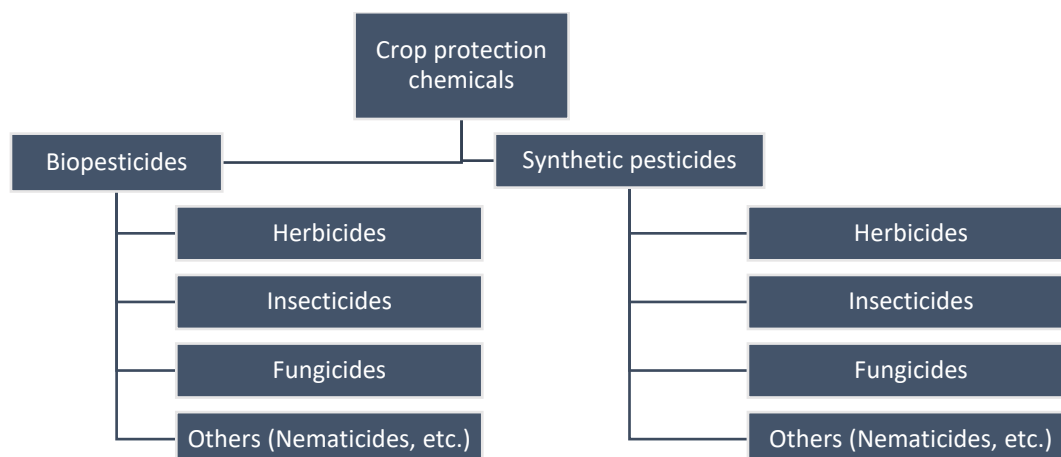 Crop protection
chemicals
Biopesticides
Synthetic pesticides
Herbicides
Herbicides
Insecticides
Insecticides
Fungicides
Fungicides
Others (Nematicides, etc.)
Others (Nematicides, etc.)